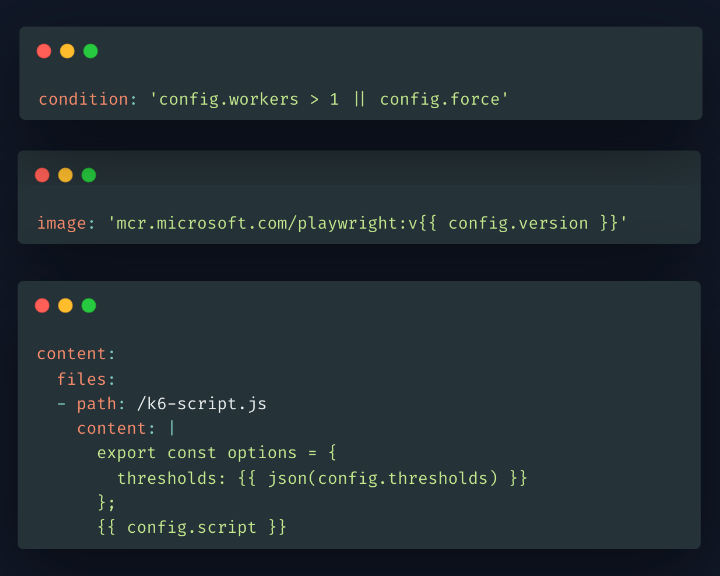 condition: 'config.workers > 1 || config.force'
image: 'mcr.microsoft.com/playwright:v{{ config.version }}'
content:
  files:
  - path: /k6-script.js
    content: |
      export const options = {
        thresholds: {{ json(config.thresholds) }}
      };
      {{ config.script }}